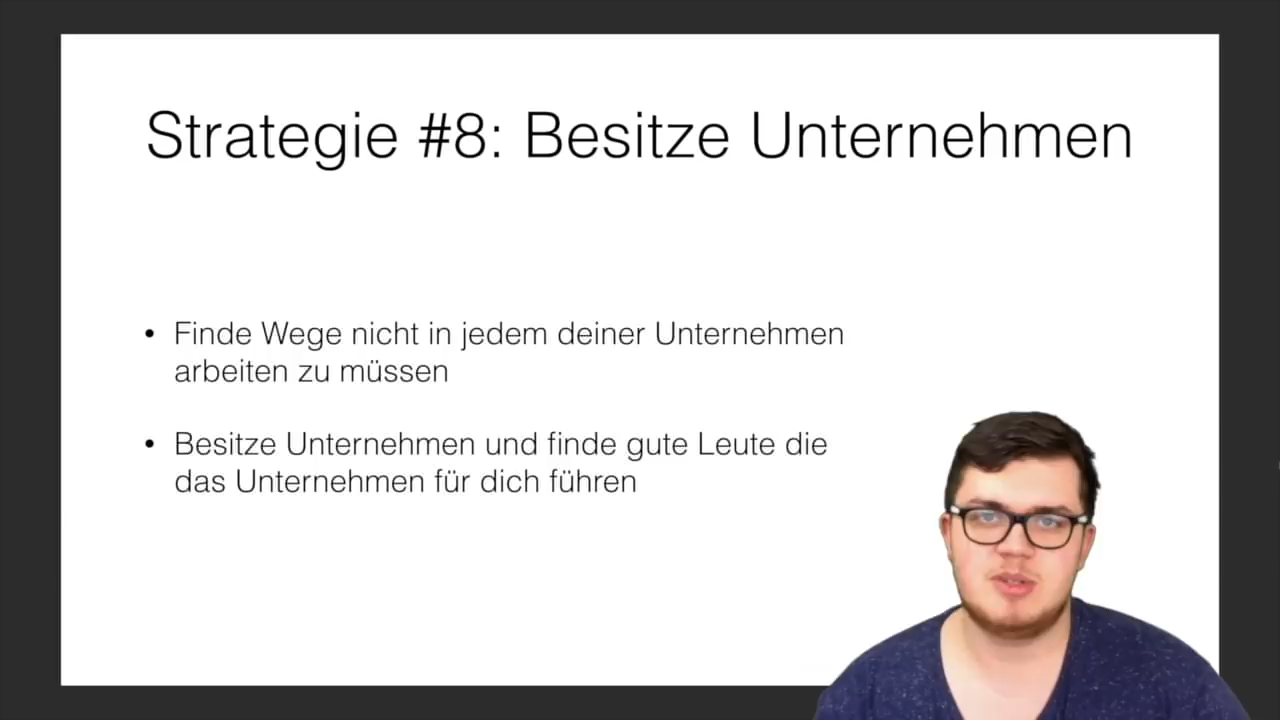 Strategie #8: Besitze Unternehmen
• Finde Wege nicht in jedem deiner Unternehmen
arbeiten zu müssen
• Besitze Unternehmen und finde gute Leute die
das Unternehmen für dich führen